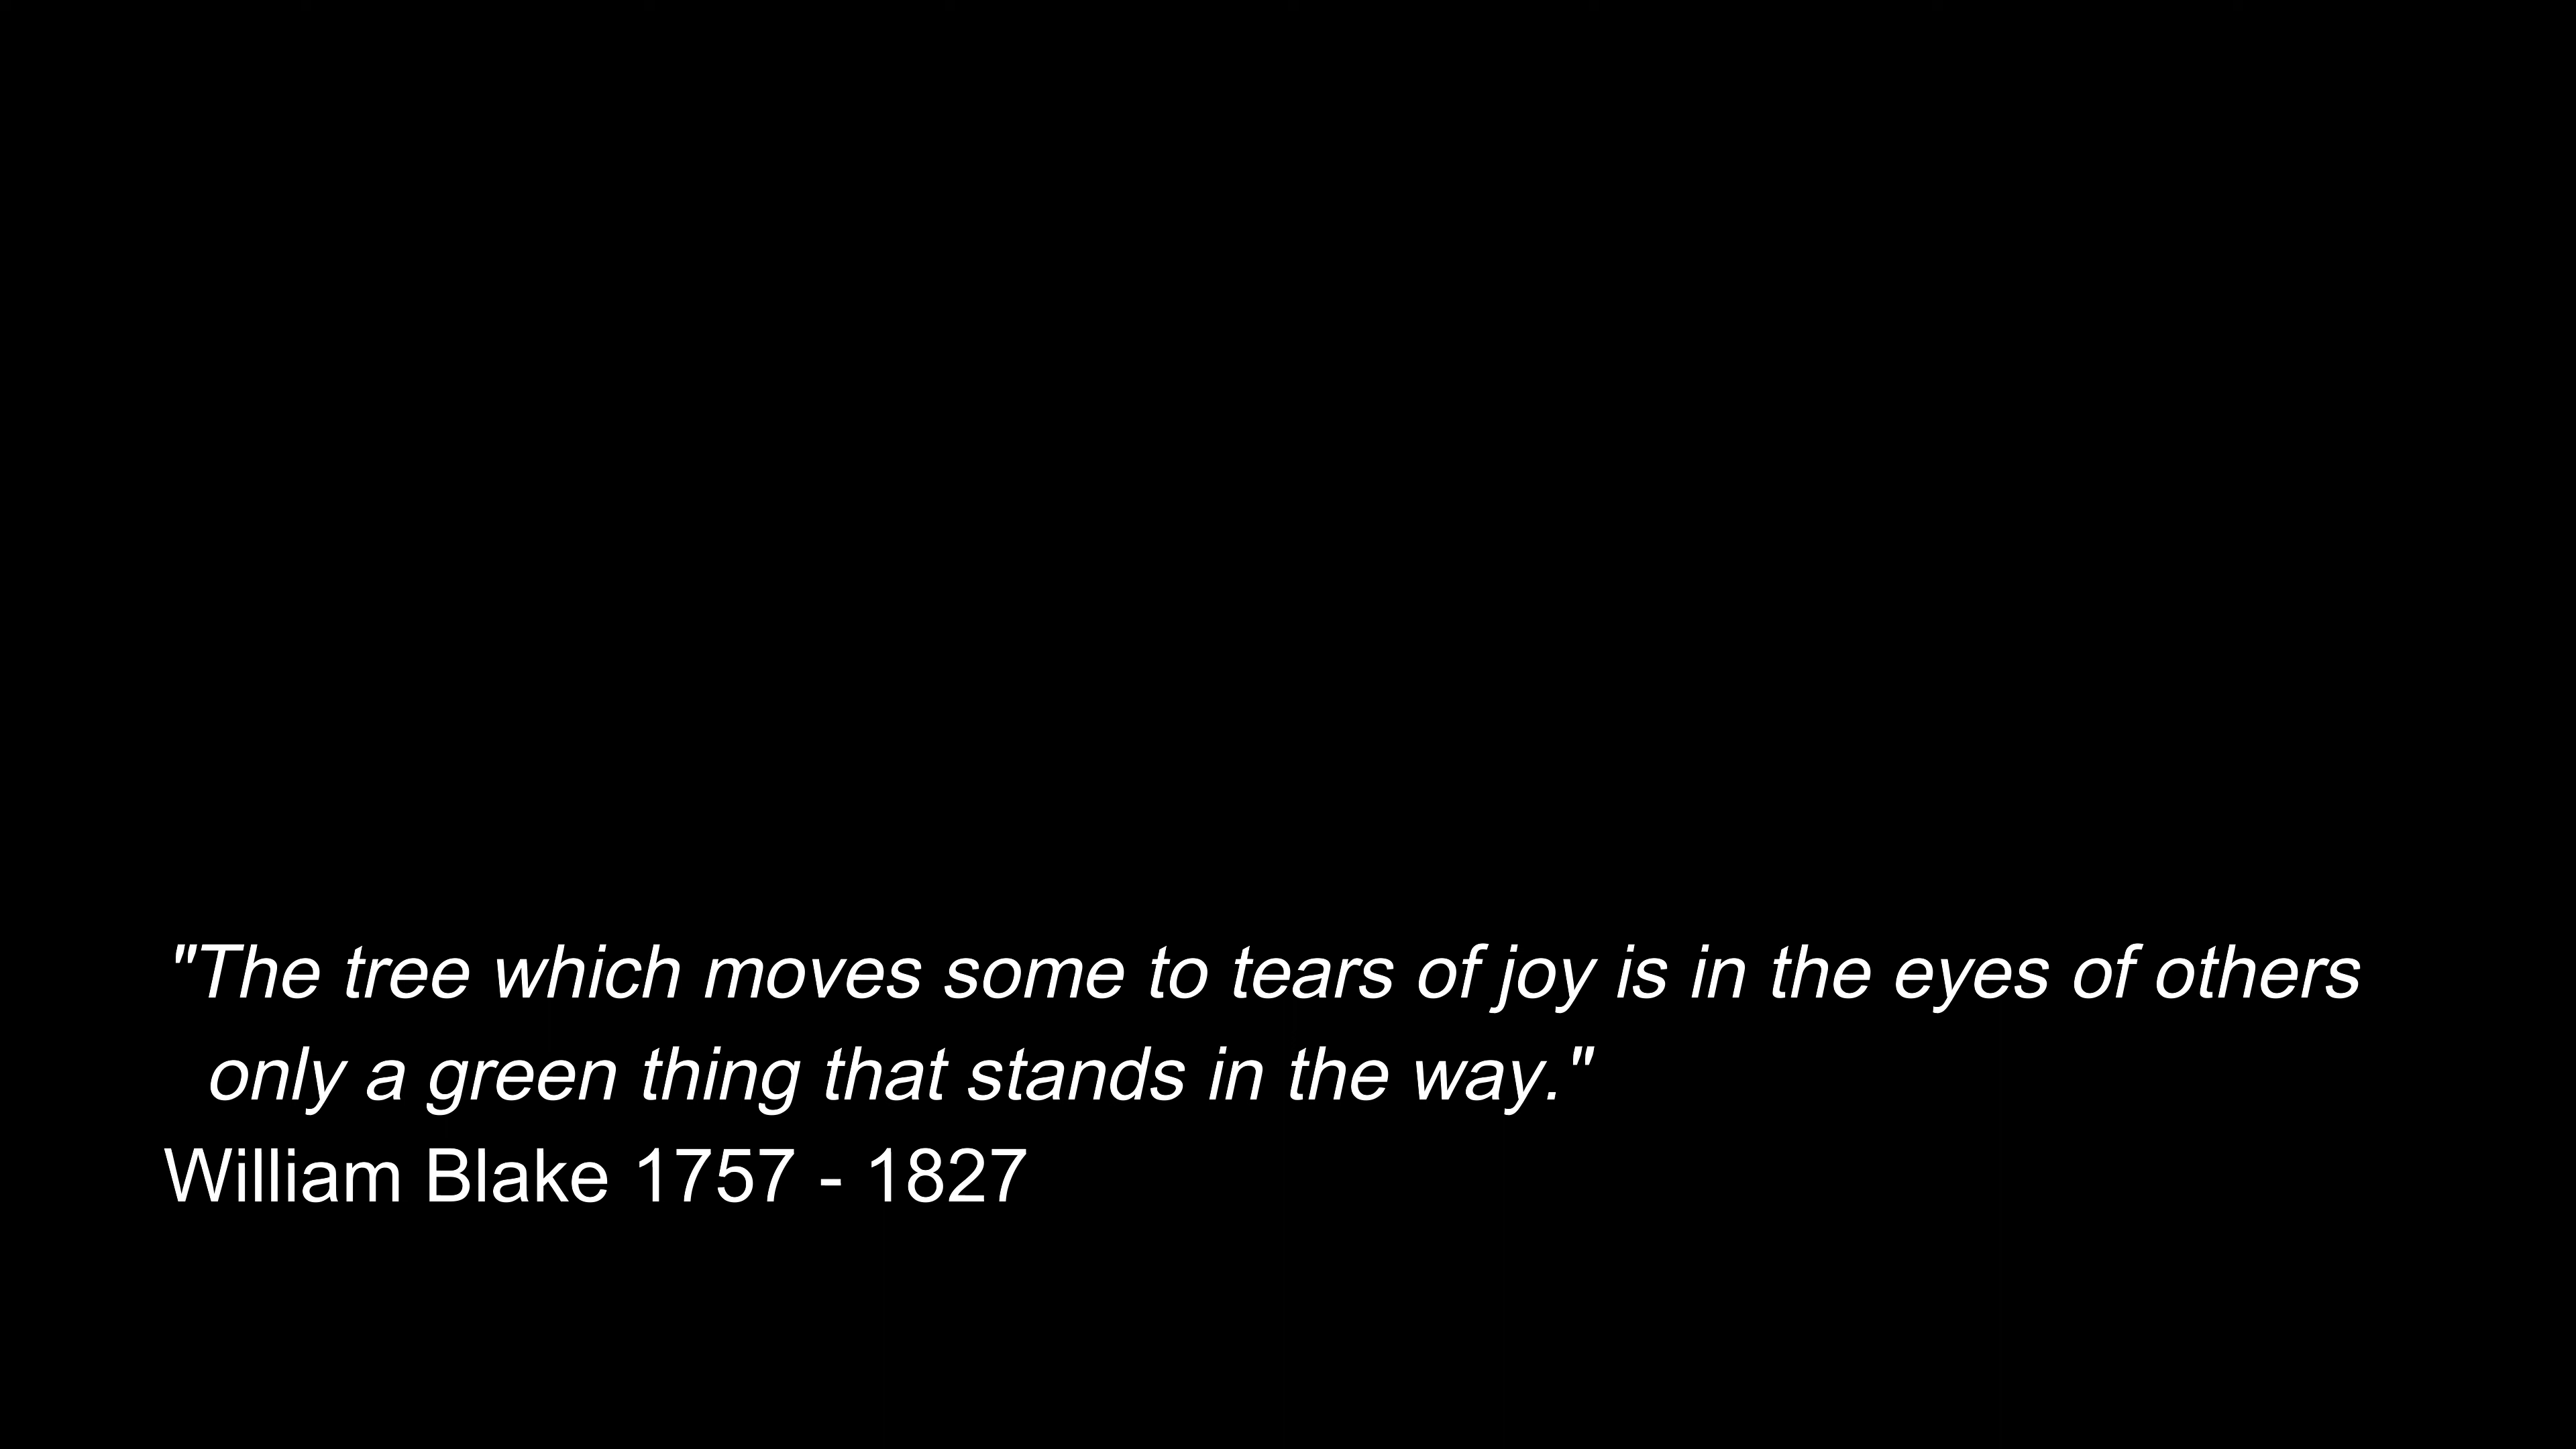 "The tree which moves some to tears of joy is in the eyes of others
only a green thing that stands in the way."
William Blake 1757 - 1827